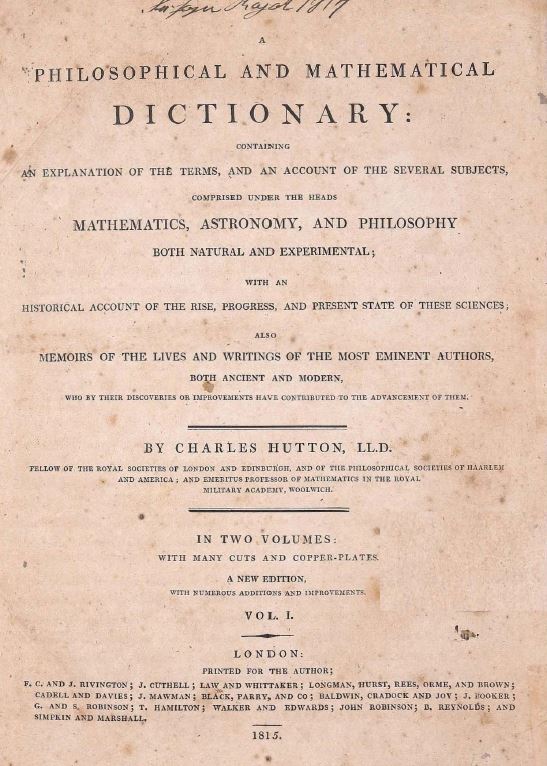 A
PHILOSOPHICAL AND MATHEMATICAL
DICTIONARY:
CONTAINING
AN EXPLANATION OF THE TERMS, AND AN ACCOUNT OF THE SEVERAL SUBJECTS,
COMPRISED UNDER THE HEADS
MATHEMATICS, ASTRONOMY, AND PHILOSOPHY
BOTH NATURAL AND EXPERIMENTAL;
WITH AN
HISTORICAL ACCOUNT OF THE RISE, PROGRESS, AND PRESENT STATE OF THESE SCIENCES;
ALSO
MEMOIRS OF THE LIVES AND WRITINGS OF THE MOST EMINENT AUTHORS,
BOTH ANCIENT AND MODERN,
WHO BY THEIR DISCOVERIES OR IMPROVEMENTS HAVE CONTRIBUTED TO THE ADVANCEMENT OF THEM.
BY CHARLES HUTTON, LL.D.
FELLOW OF THE ROYAL SOCIETIES OF LONDON AND EDINBURGH, AND OF THE PHILOSOPHICAL SOCIETIES OF HAARLEM
AND AMERICA; AND EMERITUS PROFESSOR OF MATHEMATICS IN THE ROYAL
MILITARY ACADEMY, WOOLWICH.
IN TWO VOLUMES:
WITH MANY CUTS AND COPPER-PLATES.
A NEW EDITION,
WITH NUMEROUS ADDITIONS AND IMPROVEMENTS.
VOL. I.
LONDON:
PRINTED FOR THE AUTHOR;
F. C. AND J. RIVINGTON; J. CUTHELL; LAW AND WHITTAKER; LONGMAN, HURST, REES, ORME, AND BROWN;
CADELL AND DAVIES; J. MAWMAN; BLACK, PARRY, AND CO; BALDWIN, CRADOCK AND JOY; J. BOOKER;
G. AND S. ROBINSON; T. HAMILTON; WALKER AND EDWARDS; JOHN ROBINSON; B. REYNOLDS; AND
SIMPKIN AND MARSHALL.
1815.